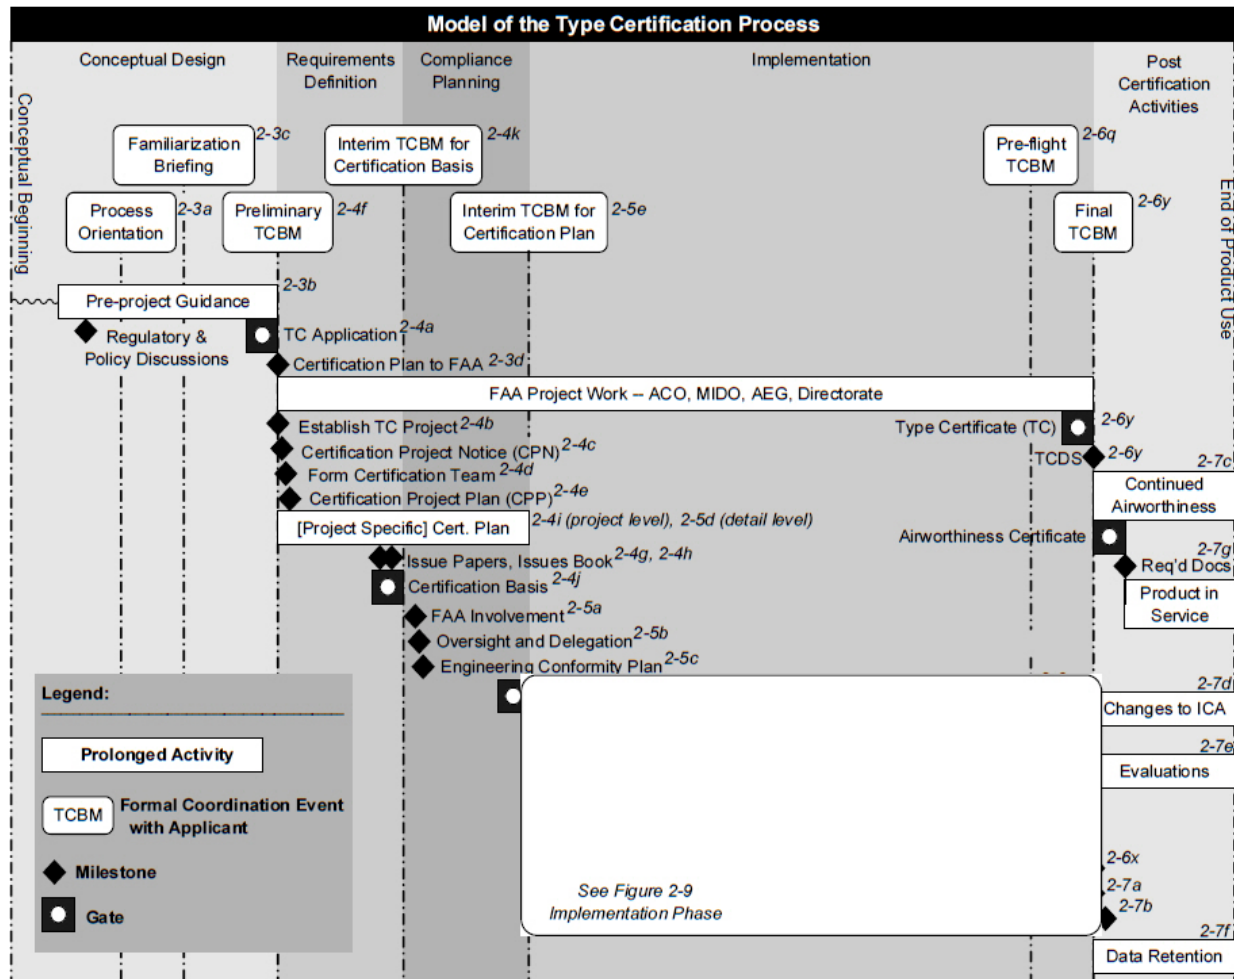 Model of the Type Certification Process
Conceptual Design
Requirements
Definition
Compliance
Planning
Implementation
Post
Certification
Activities
Conceptual Beginning
End of Product Use
Familiarization
Briefing
2-3c
Interim TCBM for
Certification Basis
2-4k
Pre-flight
TCBM
2-6q
Process
Orientation
2-3a
Preliminary
TCBM
2-4f
Interim TCBM for
Certification Plan
2-5e
Final
TCBM
2-6y
Pre-project Guidance
2-3b
Regulatory &
Policy Discussions
TC Application 2-4a
Certification Plan to FAA 2-3d
FAA Project Work -- ACO, MIDO, AEG, Directorate
Establish TC Project 2-4b
Type Certificate (TC)
2-6y
Certification Project Notice (CPN) 2-4c
TCDS
2-6y
Form Certification Team 2-4d
2-7c
Continued
Airworthiness
Certification Project Plan (CPP) 2-4e
[Project Specific] Cert. Plan
2-4i (project level), 2-5d (detail level)
Airworthiness Certificate
2-7g
Issue Papers, Issues Book 2-4g, 2-4h
Req'd Docs
Certification Basis 2-4j
Product in
Service
FAA Involvement 2-5a
Oversight and Delegation 2-5b
Engineering Conformity Plan 2-5c
2-7d
Changes to ICA
2-7e
Evaluations
2-6x
2-7a
2-7b
See Figure 2-9
Implementation Phase
2-7f
Data Retention
Legend:
Prolonged Activity
TCBM
Formal Coordination Event
with Applicant
Milestone
Gate